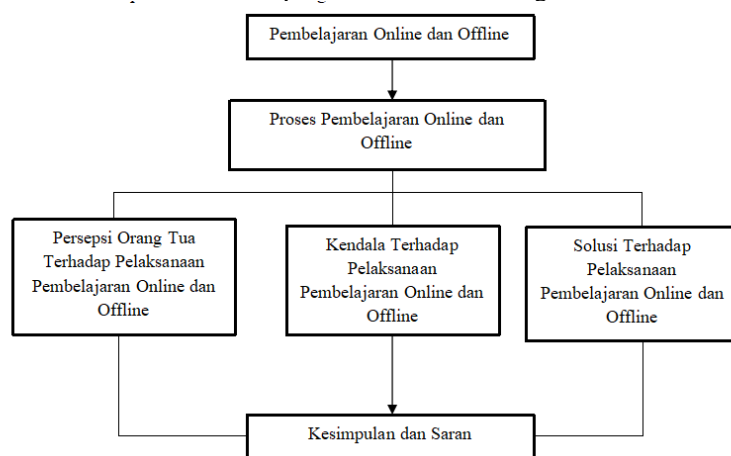 Pembelajaran Online dan Offline
Proses Pembelajaran Online dan
Offline
Persepsi Orang Tua
Terhadap Pelaksanaan
Pembelajaran Online dan
Offline
Kendala Terhadap
Pelaksanaan
Pembelajaran Online dan
Offline
Solusi Terhadap
Pelaksanaan
Pembelajaran Online dan
Offline
Kesimpulan dan Saran